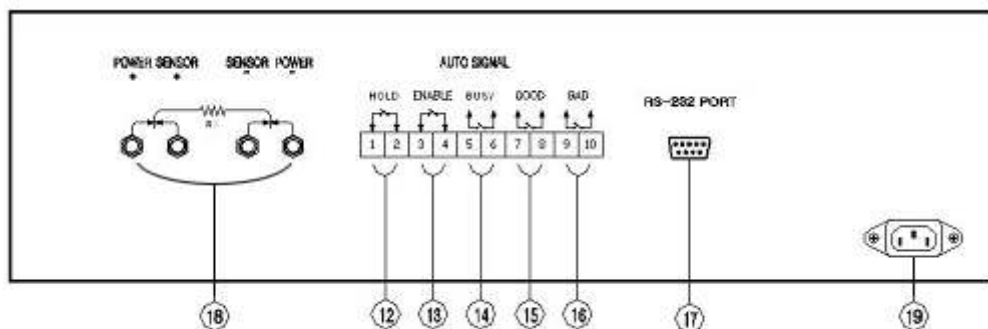 POWER SENSOR SENSOR POWER
+ + - -
AUTO SIGNAL
HOLD ENABLE BUSY GOOD BAD
RS-232 PORT
R
1 2 3 4 5 6 7 8 9 10
18 12 13 14 15 16 17 19